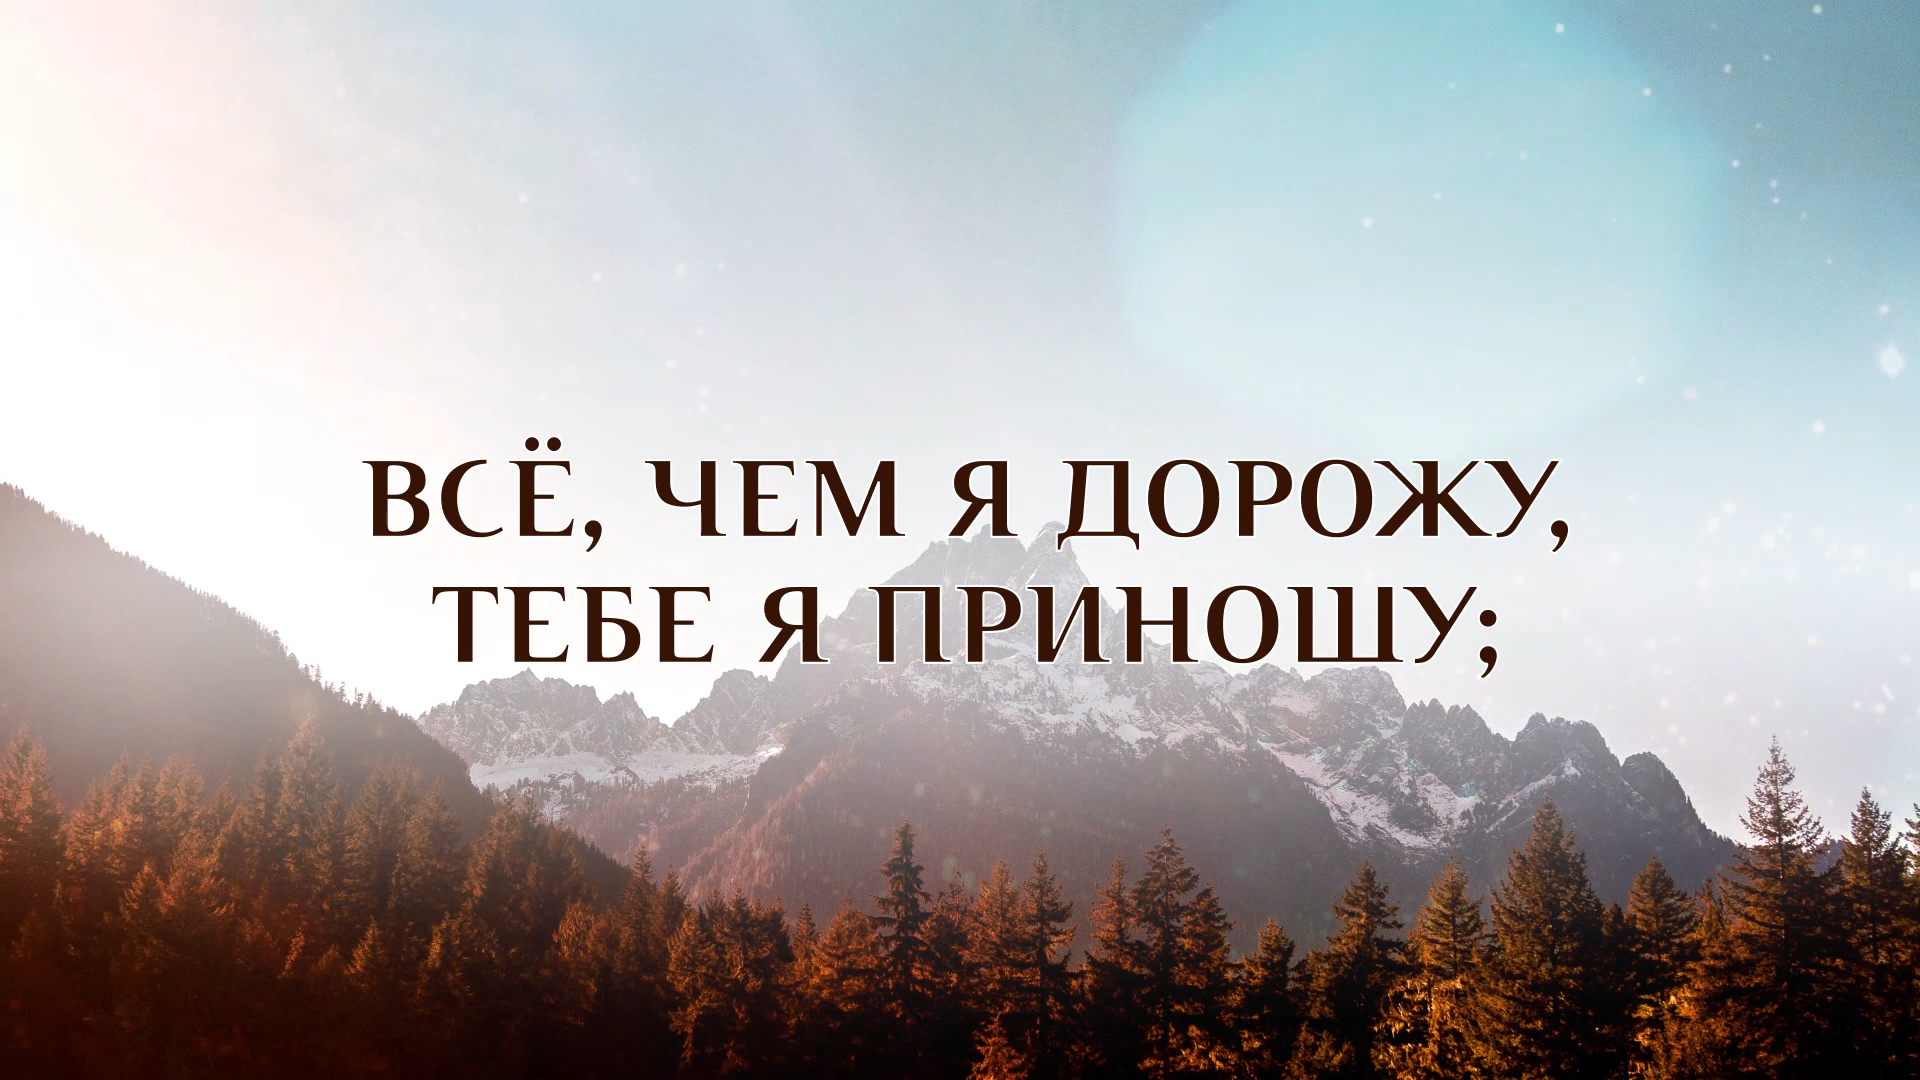 ВСЁ, ЧЕМ Я ДОРОЖУ,
ТЕБЕ Я ПРИНОШУ;